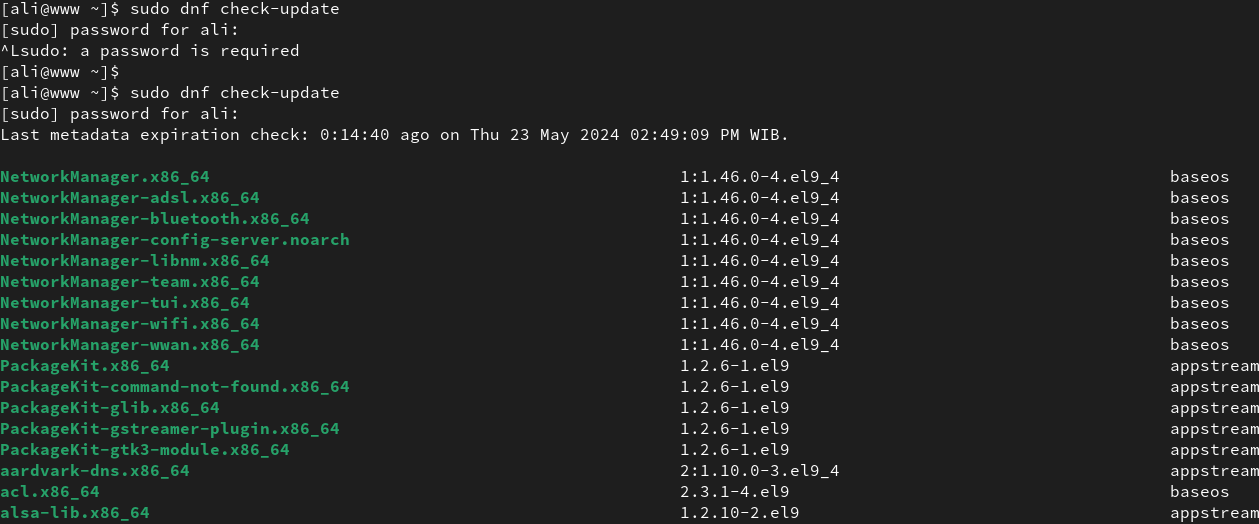 [ali@www ~]$ sudo dnf check-update
[sudo] password for ali:
^Lsudo: a password is required
[ali@www ~]$
[ali@www ~]$ sudo dnf check-update
[sudo] password for ali:
Last metadata expiration check: 0:14:40 ago on Thu 23 May 2024 02:49:09 PM WIB.
NetworkManager.x86_64 1:1.46.0-4.el9_4 baseos
NetworkManager-adsl.x86_64 1:1.46.0-4.el9_4 baseos
NetworkManager-bluetooth.x86_64 1:1.46.0-4.el9_4 baseos
NetworkManager-config-server.noarch 1:1.46.0-4.el9_4 baseos
NetworkManager-libnm.x86_64 1:1.46.0-4.el9_4 baseos
NetworkManager-team.x86_64 1:1.46.0-4.el9_4 baseos
NetworkManager-tui.x86_64 1:1.46.0-4.el9_4 baseos
NetworkManager-wifi.x86_64 1:1.46.0-4.el9_4 baseos
NetworkManager-wwan.x86_64 1:1.46.0-4.el9_4 baseos
PackageKit.x86_64 1.2.6-1.el9 appstream
PackageKit-command-not-found.x86_64 1.2.6-1.el9 appstream
PackageKit-glib.x86_64 1.2.6-1.el9 appstream
PackageKit-gstreamer-plugin.x86_64 1.2.6-1.el9 appstream
PackageKit-gtk3-module.x86_64 1.2.6-1.el9 appstream
aardvark-dns.x86_64 2:1.10.0-3.el9_4 appstream
acl.x86_64 2.3.1-4.el9 baseos
alsa-lib.x86_64 1.2.10-2.el9 appstream